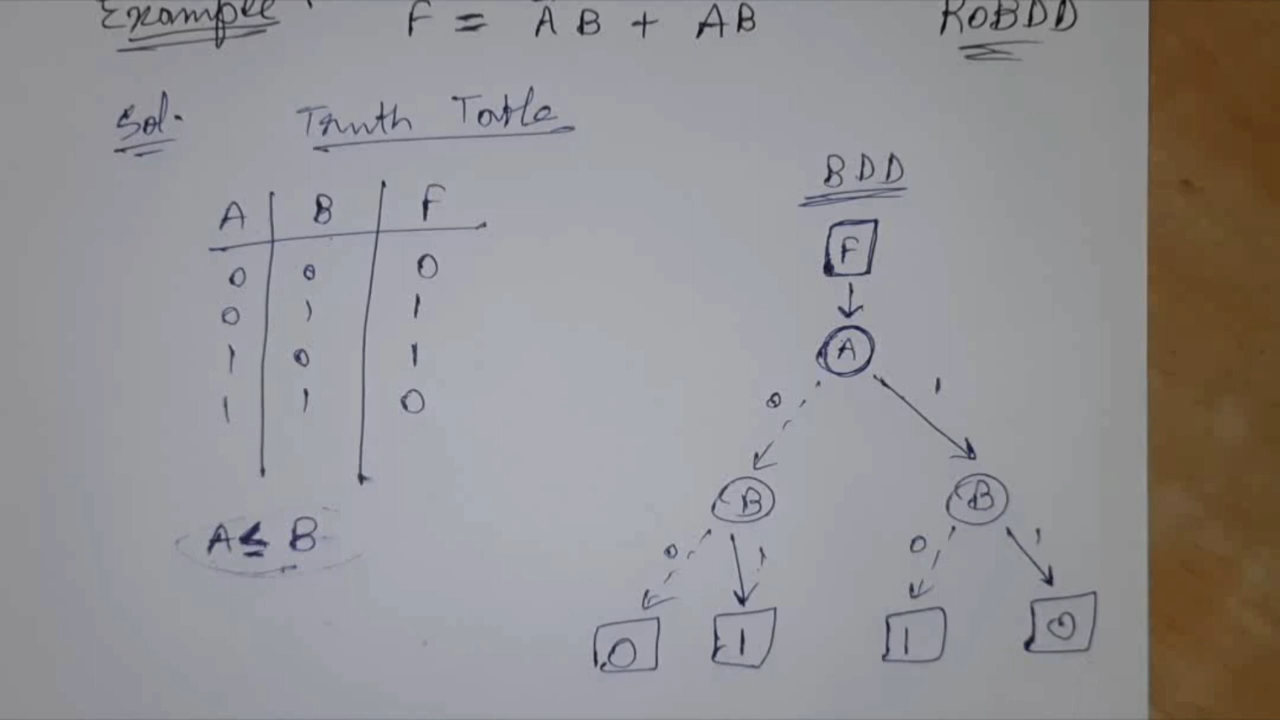 Example
F = A B + AB
ROBDD
Sol.
Truth Table
A B F
0 0 0
0 1 1
1 0 1
1 1 0
A ≤ B
BDD
F
A
0 1
B B
0 1 0 1
0 1 1 0